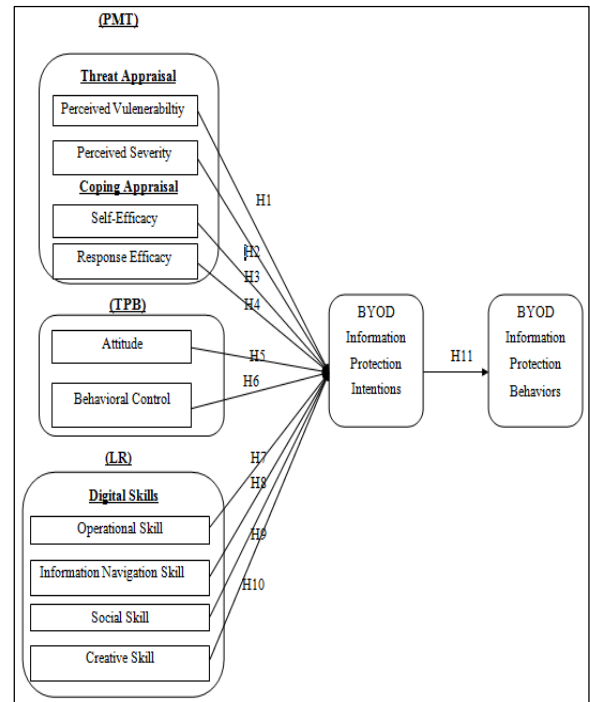 (PMT)
Threat Appraisal
Perceived Vulenerabiltiy
Perceived Severity
Coping Appraisal
Self-Efficacy
Response Efficacy
H1
H2
H3
H4
(TPB)
Attitude
Behavioral Control
H5
H6
BYOD
Information
Protection
Intentions
H11
BYOD
Information
Protection
Behaviors
(LR)
Digital Skills
Operational Skill
Information Navigation Skill
Social Skill
Creative Skill
H7
H8
H9
H10